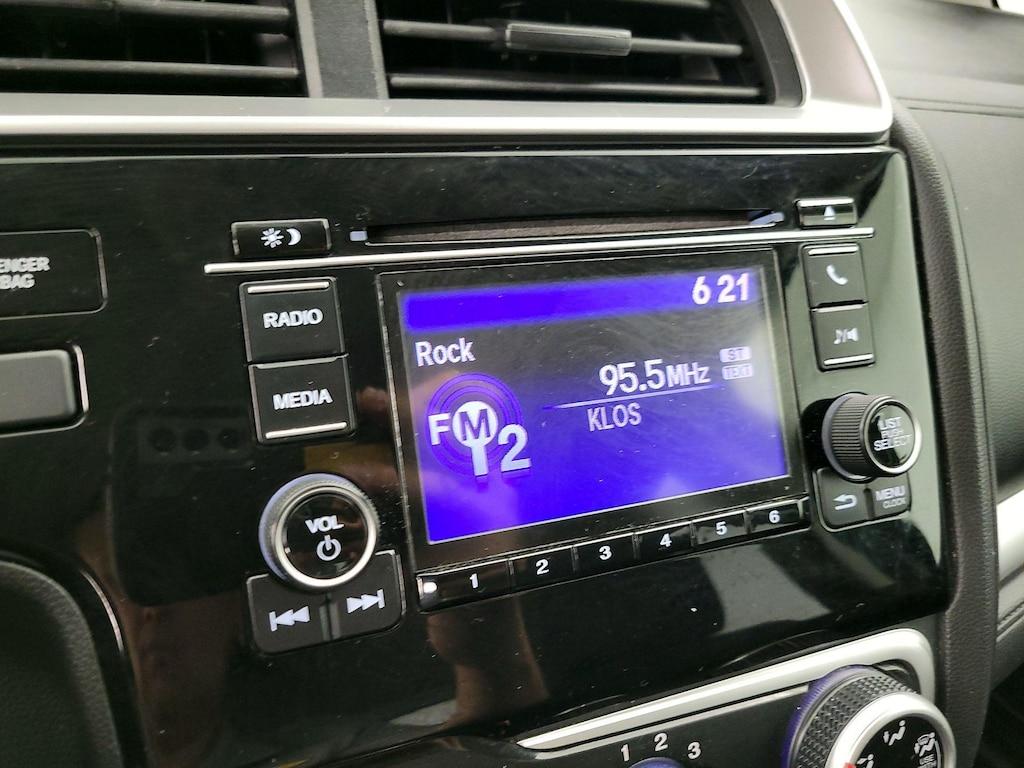 ENGER
BAG
RADIO
MEDIA
VOL
6 21
Rock
95.5MHz
ST
TEXT
FM2
KLOS
LIST
PUSH
SELECT
MENU
CLOCK
1 2 3 4 5 6
1 2 3